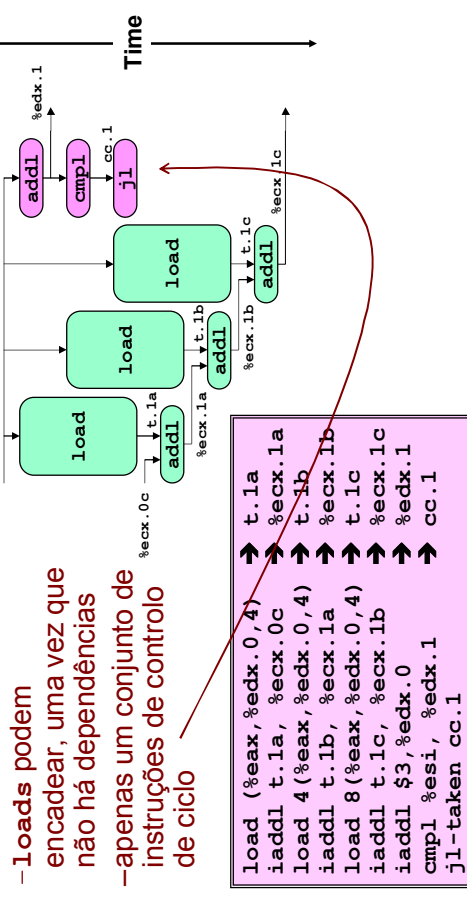 –loads podem
encadear, uma vez que
não há dependências
–apenas um conjunto de
instruções de controlo
de ciclo
load (%eax,%edx.0,4) ➔ t.1a
iaddl t.1a, %ecx.0c ➔ %ecx.1a
load 4(%eax,%edx.0,4) ➔ t.1b
iaddl t.1b, %ecx.1a ➔ %ecx.1b
load 8(%eax,%edx.0,4) ➔ t.1c
iaddl t.1c, %ecx.1b ➔ %ecx.1c
iaddl $3,%edx.0 ➔ %edx.1
cmpl %esi, %edx.1 ➔ cc.1
jl-taken cc.1
%edx.1
addl
cmpl
cc.1
jl
load
load
load
t.1a
t.1b
t.1c
%ecx.0c
addl
%ecx.1a
addl
%ecx.1b
addl
%ecx.1c
Time